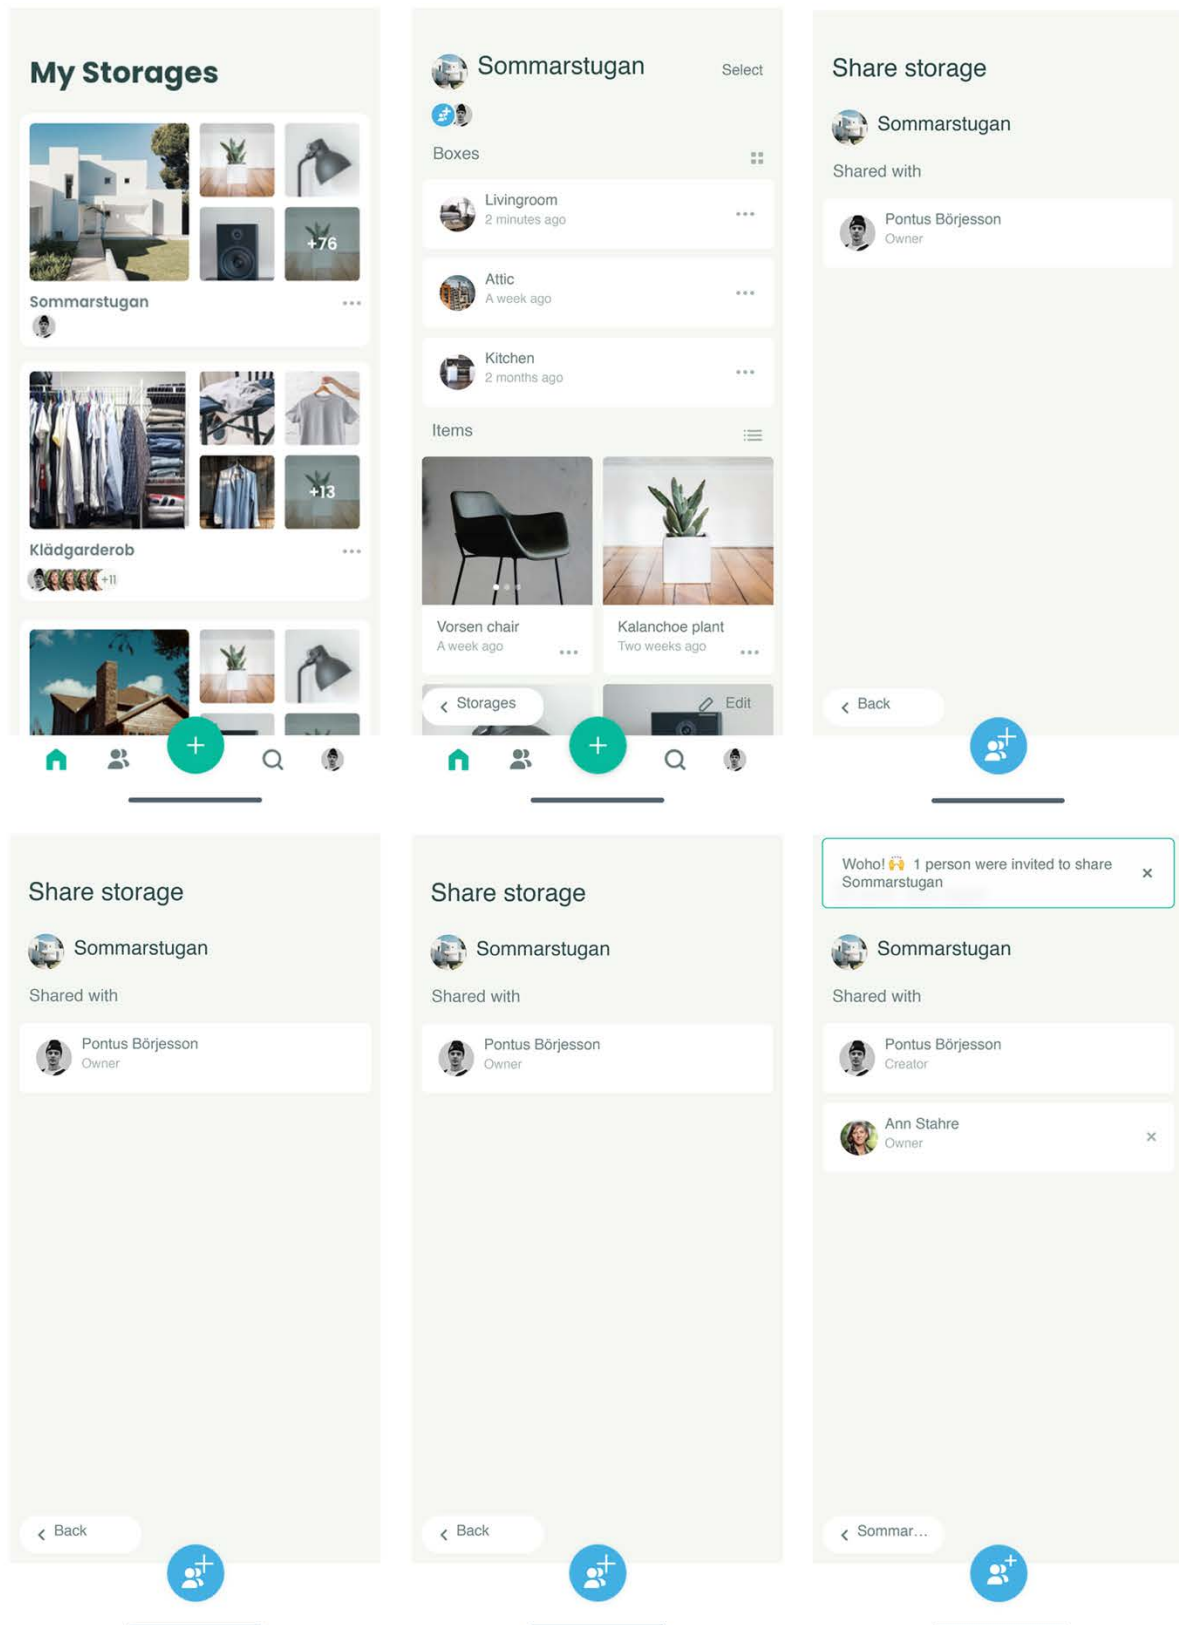 My Storages
+76
Sommarstugan
+13
Klädgarderob
+11
Sommarstugan
Select
Boxes
Livingroom
2 minutes ago
Attic
A week ago
Kitchen
2 months ago
Items
Vorsen chair
A week ago
Kalanchoe plant
Two weeks ago
Storages
Edit
Share storage
Sommarstugan
Shared with
Pontus Börjesson
Owner
Back
Share storage
Sommarstugan
Shared with
Pontus Börjesson
Owner
Back
Share storage
Sommarstugan
Shared with
Pontus Börjesson
Owner
Back
Woho! 🙌 1 person were invited to share
Sommarstugan
Sommarstugan
Shared with
Pontus Börjesson
Creator
Ann Stahre
Owner
Sommar...